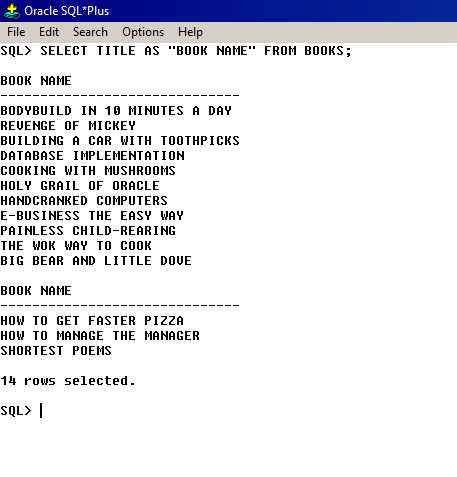 Oracle SQL*Plus
File Edit Search Options Help
SQL> SELECT TITLE AS "BOOK NAME" FROM BOOKS;
BOOK NAME
------------------------------
BODYBUILD IN 10 MINUTES A DAY
REVENGE OF MICKEY
BUILDING A CAR WITH TOOTHPICKS
DATABASE IMPLEMENTATION
COOKING WITH MUSHROOMS
HOLY GRAIL OF ORACLE
HANDCRANKED COMPUTERS
E-BUSINESS THE EASY WAY
PAINLESS CHILD-REARING
THE WOK WAY TO COOK
BIG BEAR AND LITTLE DOVE
BOOK NAME
------------------------------
HOW TO GET FASTER PIZZA
HOW TO MANAGE THE MANAGER
SHORTEST POEMS
14 rows selected.
SQL>